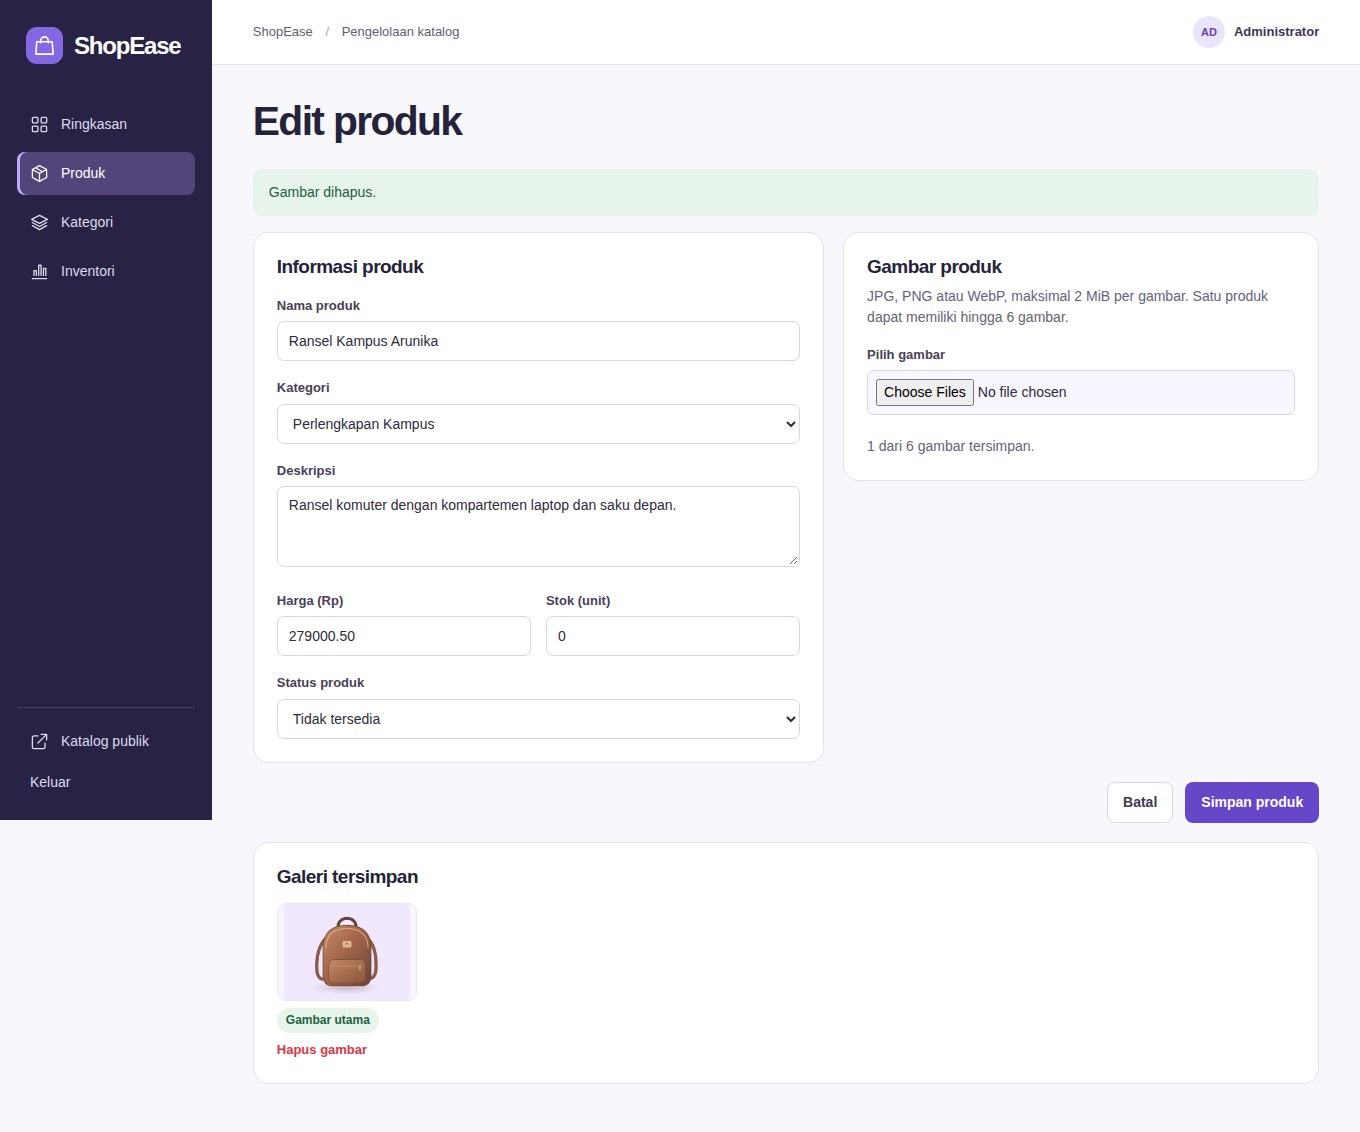 ShopEase
Ringkasan
Produk
Kategori
Inventori
Katalog publik
Keluar
ShopEase / Pengelolaan katalog
AD Administrator
Edit produk
Gambar dihapus.
Informasi produk
Nama produk
Ransel Kampus Arunika
Kategori
Perlengkapan Kampus
Deskripsi
Ransel komuter dengan kompartemen laptop dan saku depan.
Harga (Rp) Stok (unit)
279000.50 0
Status produk
Tidak tersedia
Gambar produk
JPG, PNG atau WebP, maksimal 2 MiB per gambar. Satu produk
dapat memiliki hingga 6 gambar.
Pilih gambar
Choose Files No file chosen
1 dari 6 gambar tersimpan.
Batal Simpan produk
Galeri tersimpan
Gambar utama
Hapus gambar